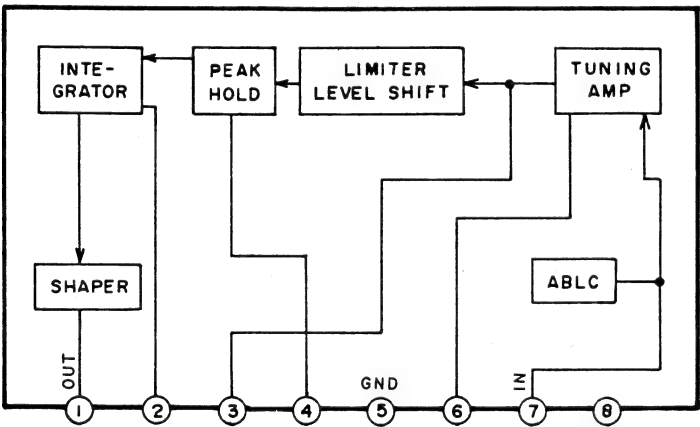 INTE-
GRATOR
PEAK
HOLD
LIMITER
LEVEL SHIFT
TUNING
AMP
SHAPER
ABLC
OUT
GND
IN
1 2 3 4 5 6 7 8